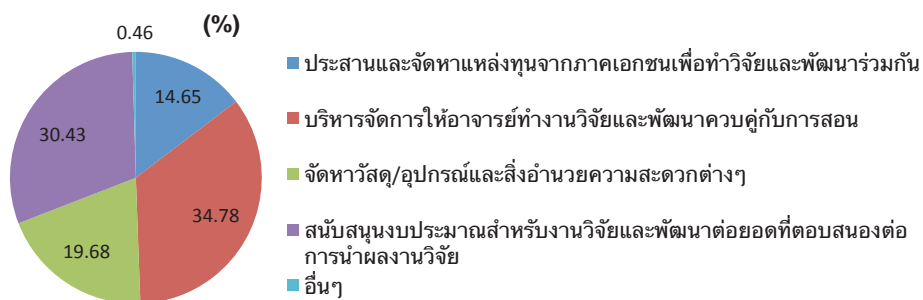 (%)
0.46
14.65
34.78
19.68
30.43
ประสานและจัดหาแหล่งทุนจากภาคเอกชนเพื่อทำวิจัยและพัฒนาร่วมกัน
บริหารจัดการให้อาจารย์ทำงานวิจัยและพัฒนาควบคู่กับการสอน
จัดหาวัสดุ/อุปกรณ์และสิ่งอำนวยความสะดวกต่างๆ
สนับสนุนงบประมาณสำหรับงานวิจัยและพัฒนาต่อยอดที่ตอบสนองต่อ
การนำผลงานวิจัย
อื่นๆ